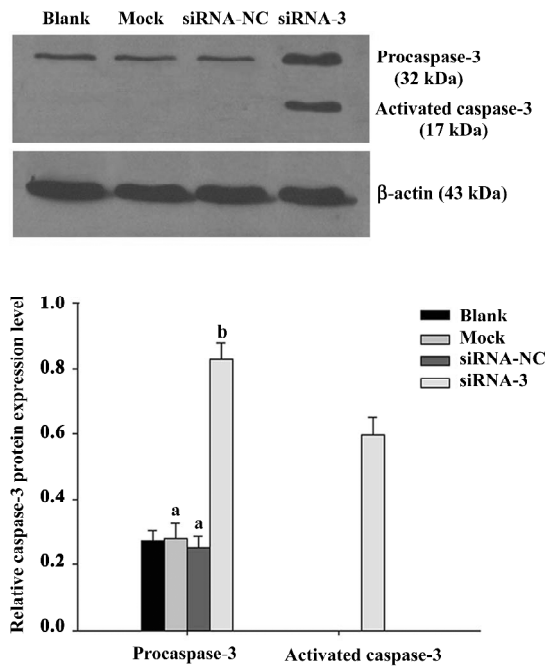 Blank Mock siRNA-NC siRNA-3
Procaspase-3
(32 kDa)
Activated caspase-3
(17 kDa)
β-actin (43 kDa)
Relative caspase-3 protein expression level
1.0
0.8
0.6
0.4
0.2
0.0
b
a a
Blank
Mock
siRNA-NC
siRNA-3
Procaspase-3 Activated caspase-3